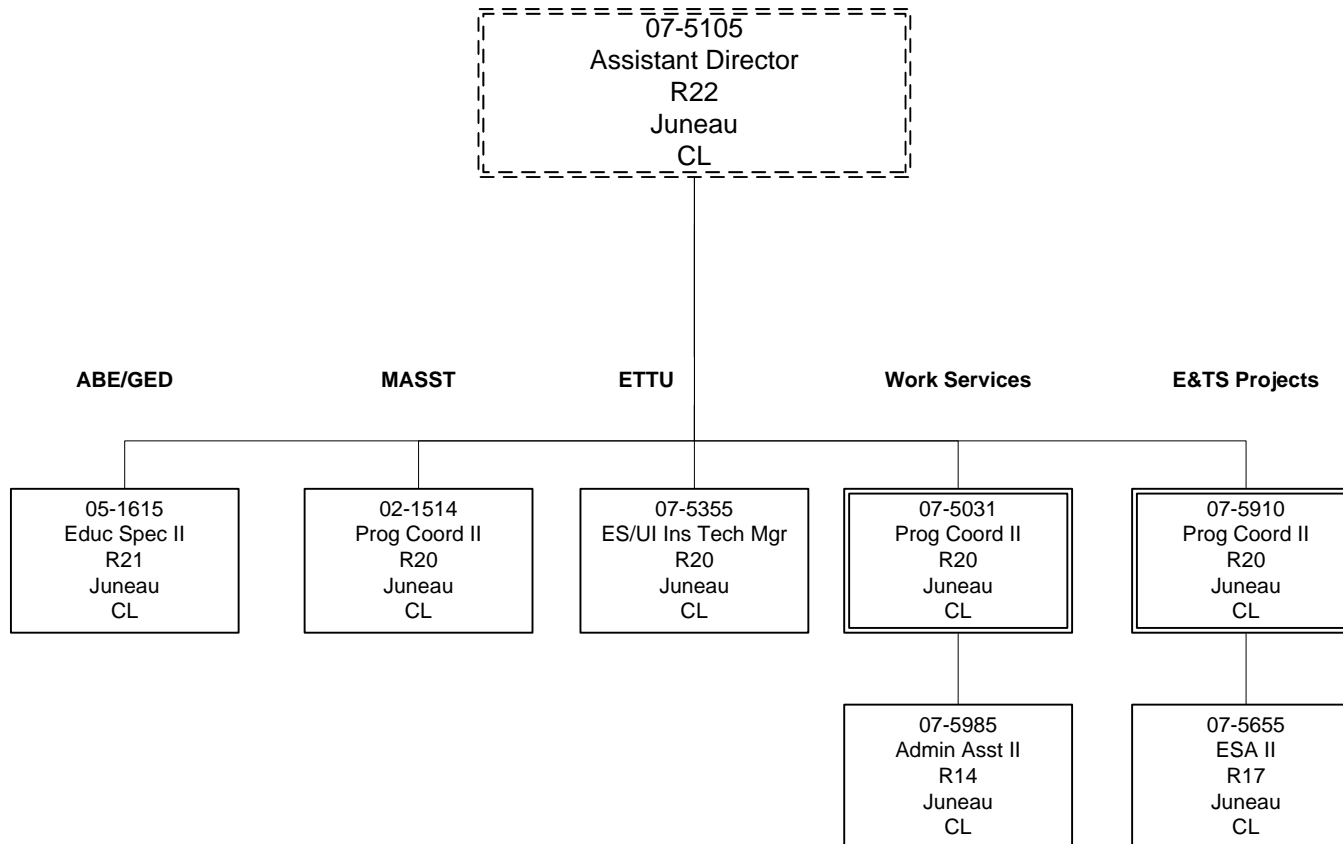 07-5105
Assistant Director
R22
Juneau
CL
ABE/GED
MASST
ETTU
Work Services
E&TS Projects
05-1615
Educ Spec II
R21
Juneau
CL
02-1514
Prog Coord II
R20
Juneau
CL
07-5355
ES/UI Ins Tech Mgr
R20
Juneau
CL
07-5031
Prog Coord II
R20
Juneau
CL
07-5910
Prog Coord II
R20
Juneau
CL
07-5985
Admin Asst II
R14
Juneau
CL
07-5655
ESA II
R17
Juneau
CL